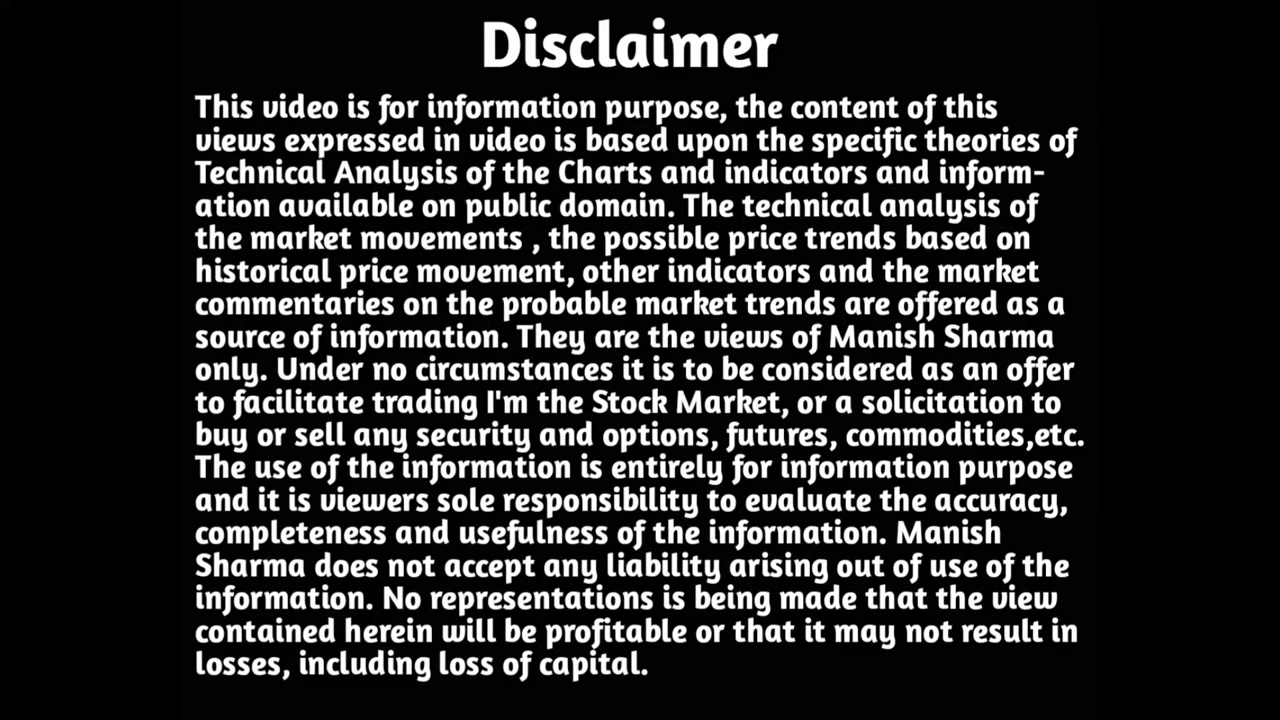 Disclaimer
This video is for information purpose, the content of this
views expressed in video is based upon the specific theories of
Technical Analysis of the Charts and indicators and inform-
ation available on public domain. The technical analysis of
the market movements , the possible price trends based on
historical price movement, other indicators and the market
commentaries on the probable market trends are offered as a
source of information. They are the views of Manish Sharma
only. Under no circumstances it is to be considered as an offer
to facilitate trading I'm the Stock Market, or a solicitation to
buy or sell any security and options, futures, commodities,etc.
The use of the information is entirely for information purpose
and it is viewers sole responsibility to evaluate the accuracy,
completeness and usefulness of the information. Manish
Sharma does not accept any liability arising out of use of the
information. No representations is being made that the view
contained herein will be profitable or that it may not result in
losses, including loss of capital.